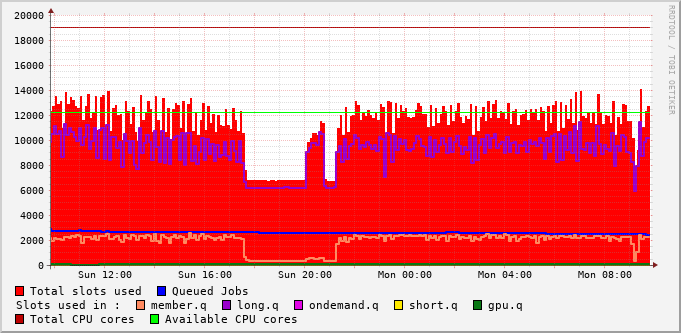 20000
18000
16000
14000
12000
10000
8000
6000
4000
2000
0
Sun 12:00 Sun 16:00 Sun 20:00 Mon 00:00 Mon 04:00 Mon 08:00
Total slots used Queued Jobs
Slots used in : member.q long.q ondemand.q short.q gpu.q
Total CPU cores Available CPU cores
RRDTOOL / TOBI OETIKER